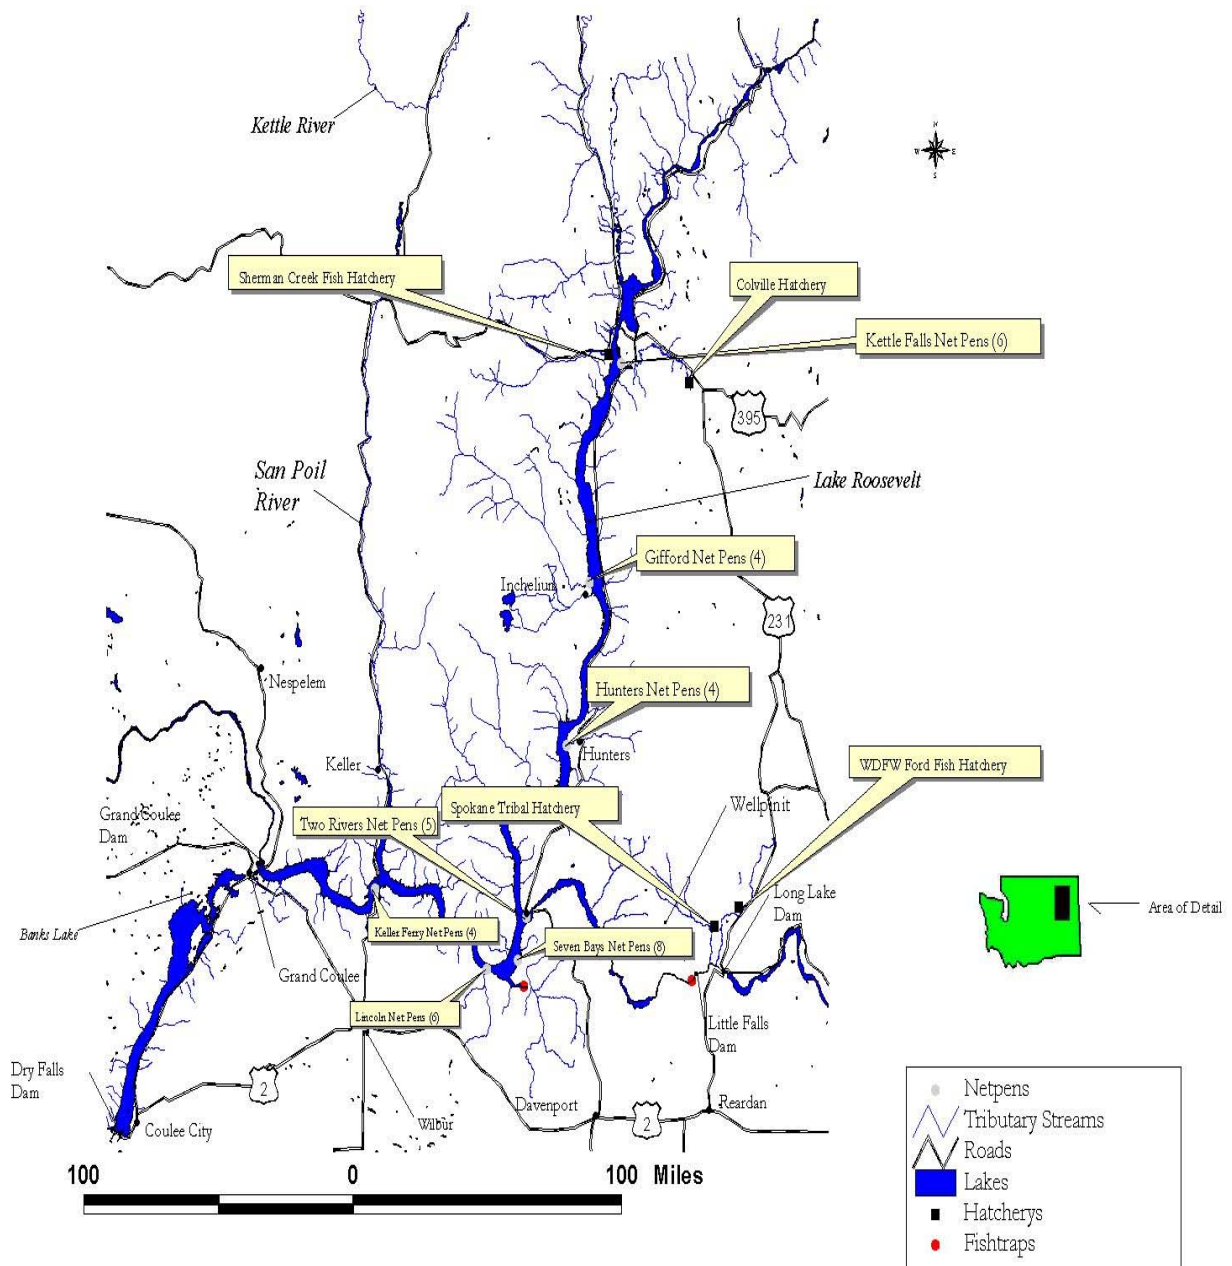 Kettle River
N
W
E
S
Sherman Creek Fish Hatchery
Colville Hatchery
Kettle Falls Net Pens (6)
395
San Poil
River
Lake Roosevelt
Gifford Net Pens (4)
Inchelium
231
Nespelem
Hunters Net Pens (4)
Hunters
Keller
WDFW Ford Fish Hatchery
Spokane Tribal Hatchery
Wellpinit
Grand Coulee
Dam
Two Rivers Net Pens (5)
Long Lake
Dam
Area of Detail
Banks Lake
Keller Ferry Net Pens (4)
Seven Bays Net Pens (8)
Grand Coulee
Lincoln Net Pens (6)
Little Falls
Dam
Dry Falls
Dam
2
Davenport
Reardan
Coulee City
Wilbur
2
100
0
100 Miles
Netpens
Tributary Streams
Roads
Lakes
Hatcherys
Fishtraps